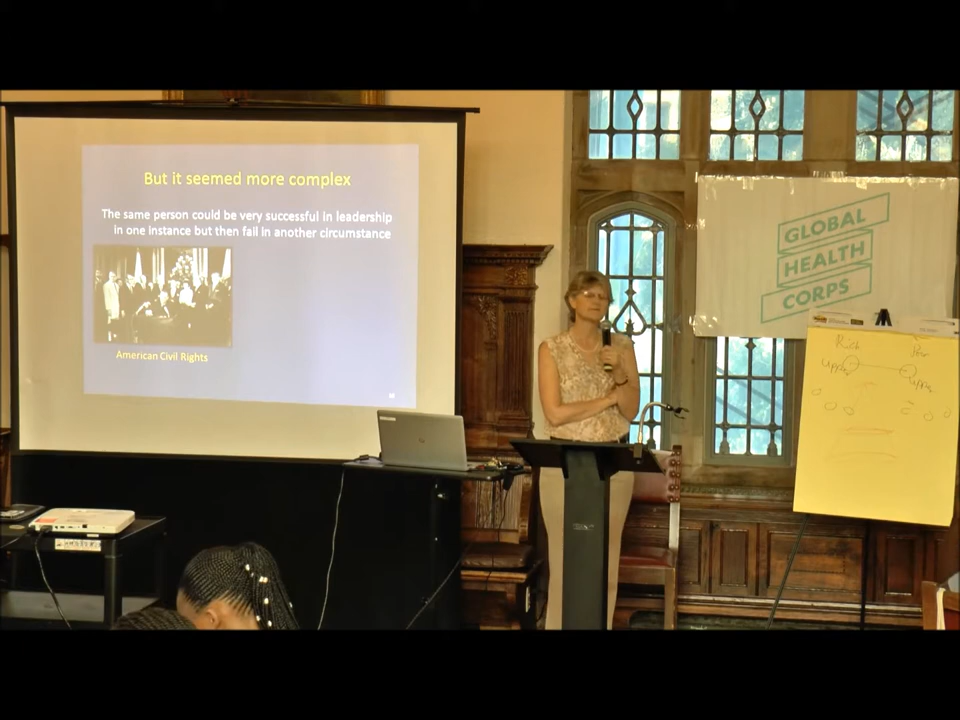 But it seemed more complex
The same person could be very successful in leadership
in one instance but then fail in another circumstance
American Civil Rights
GLOBAL
HEALTH
CORPS
Rich